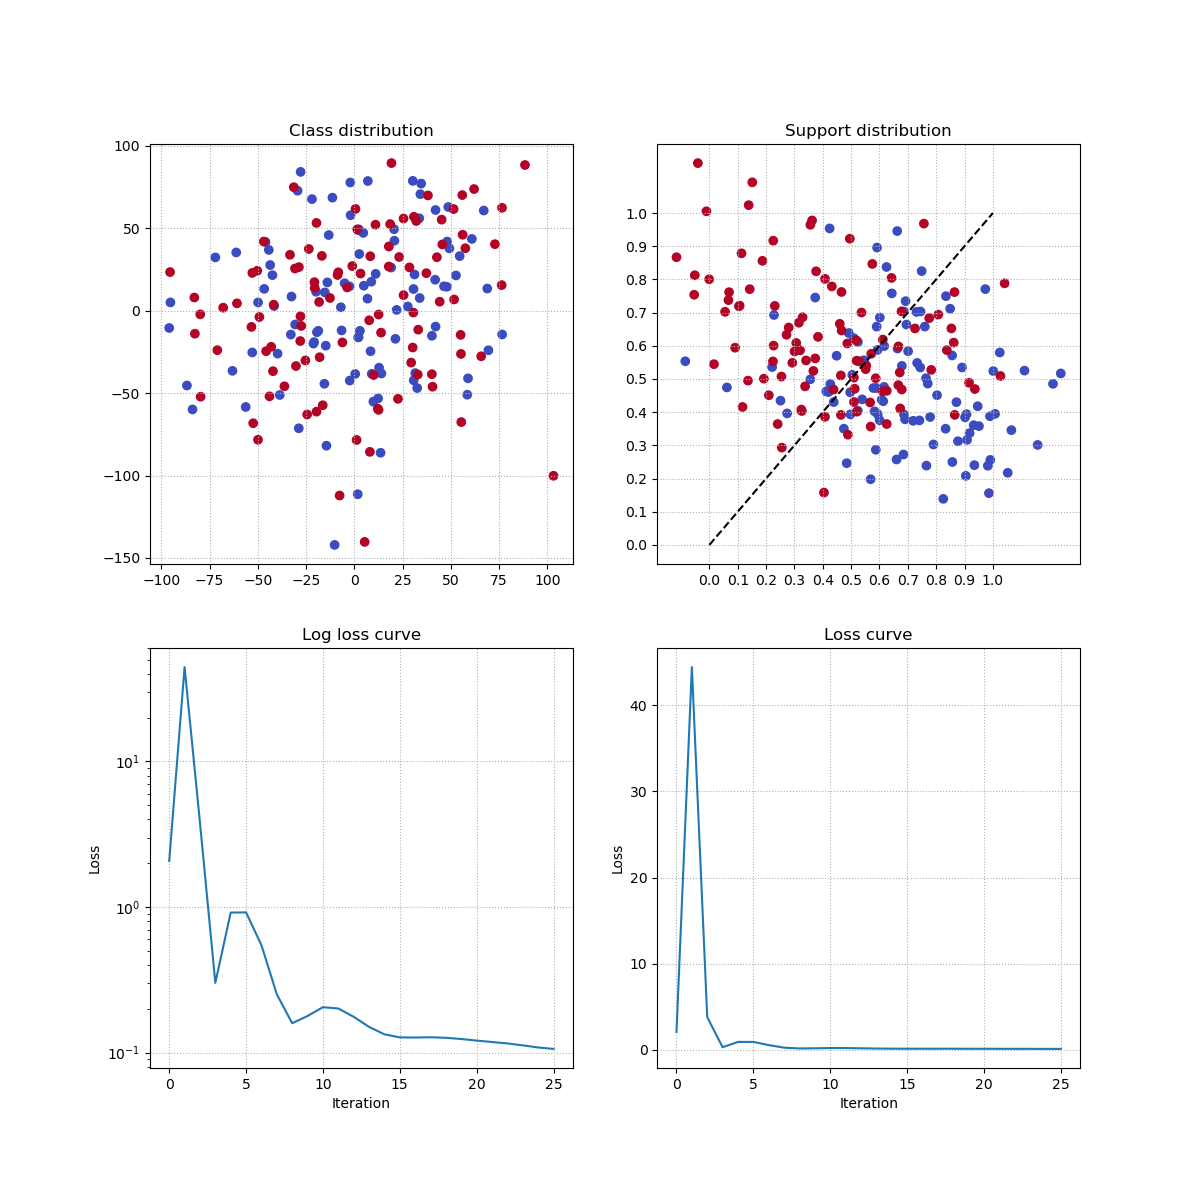 Class distribution
100
50
0
−50
−100
−150
−100 −75 −50 −25 0 25 50 75 100
Support distribution
1.0
0.9
0.8
0.7
0.6
0.5
0.4
0.3
0.2
0.1
0.0
0.0 0.1 0.2 0.3 0.4 0.5 0.6 0.7 0.8 0.9 1.0
Log loss curve
Loss
10¹
10⁰
10⁻¹
0 5 10 15 20 25
Iteration
Loss curve
Loss
40
30
20
10
0
0 5 10 15 20 25
Iteration